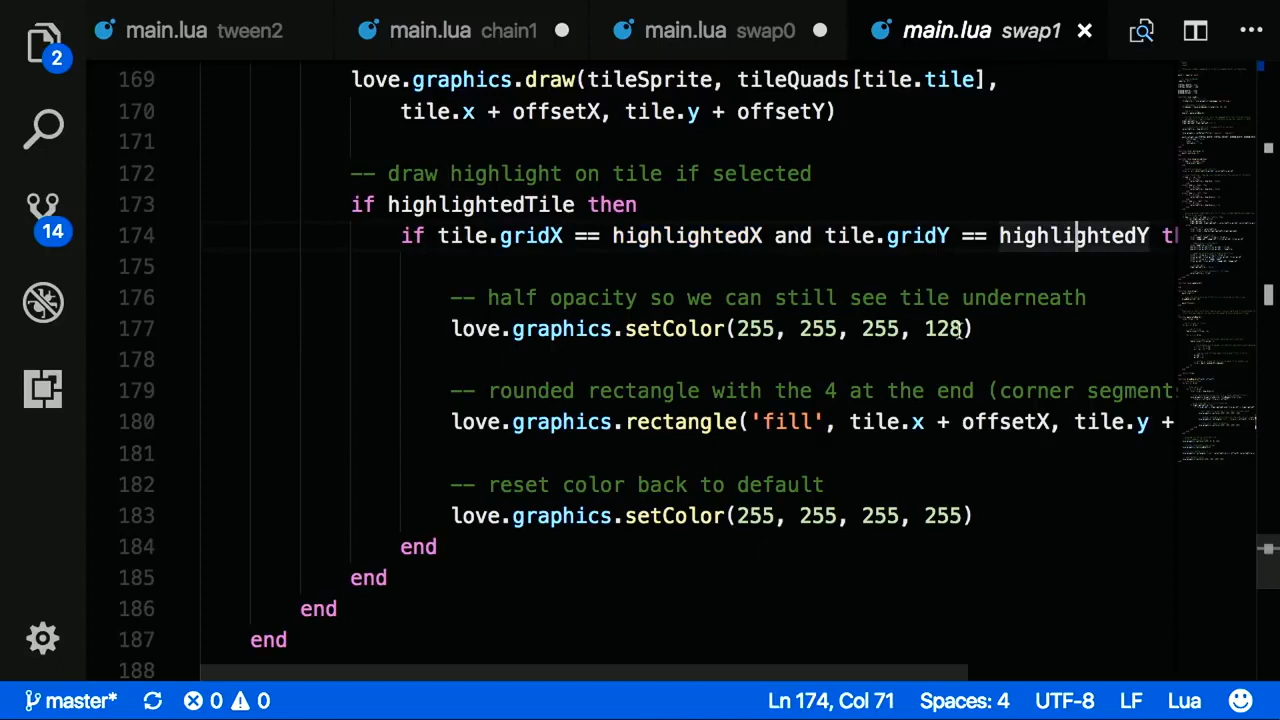 2
14
main.lua tween2 main.lua chain1 main.lua swap0 main.lua swap1
169 love.graphics.draw(tileSprite, tileQuads[tile.tile],
170 tile.x + offsetX, tile.y + offsetY)
171
172 -- draw highlight on tile if selected
173 if highlightedTile then
174 if tile.gridX == highlightedX and tile.gridY == highlightedY th
175
176 -- half opacity so we can still see tile underneath
177 love.graphics.setColor(255, 255, 255, 128)
178
179 -- rounded rectangle with the 4 at the end (corner segment
180 love.graphics.rectangle('fill', tile.x + offsetX, tile.y +
181
182 -- reset color back to default
183 love.graphics.setColor(255, 255, 255, 255)
184 end
185 end
186 end
187 end
188
master* 0 0 Ln 174, Col 71 Spaces: 4 UTF-8 LF Lua